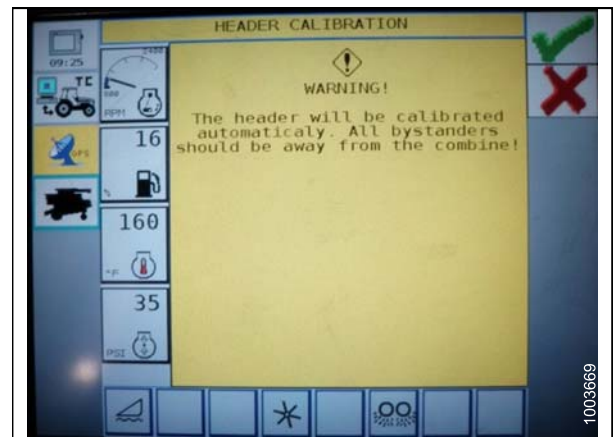 HEADER CALIBRATION
09:25
TC
GPS
RPM
WARNING!
The header will be calibrated
automaticaly. All bystanders
should be away from the combine!
16
%
160
°F
35
PSI
1003669